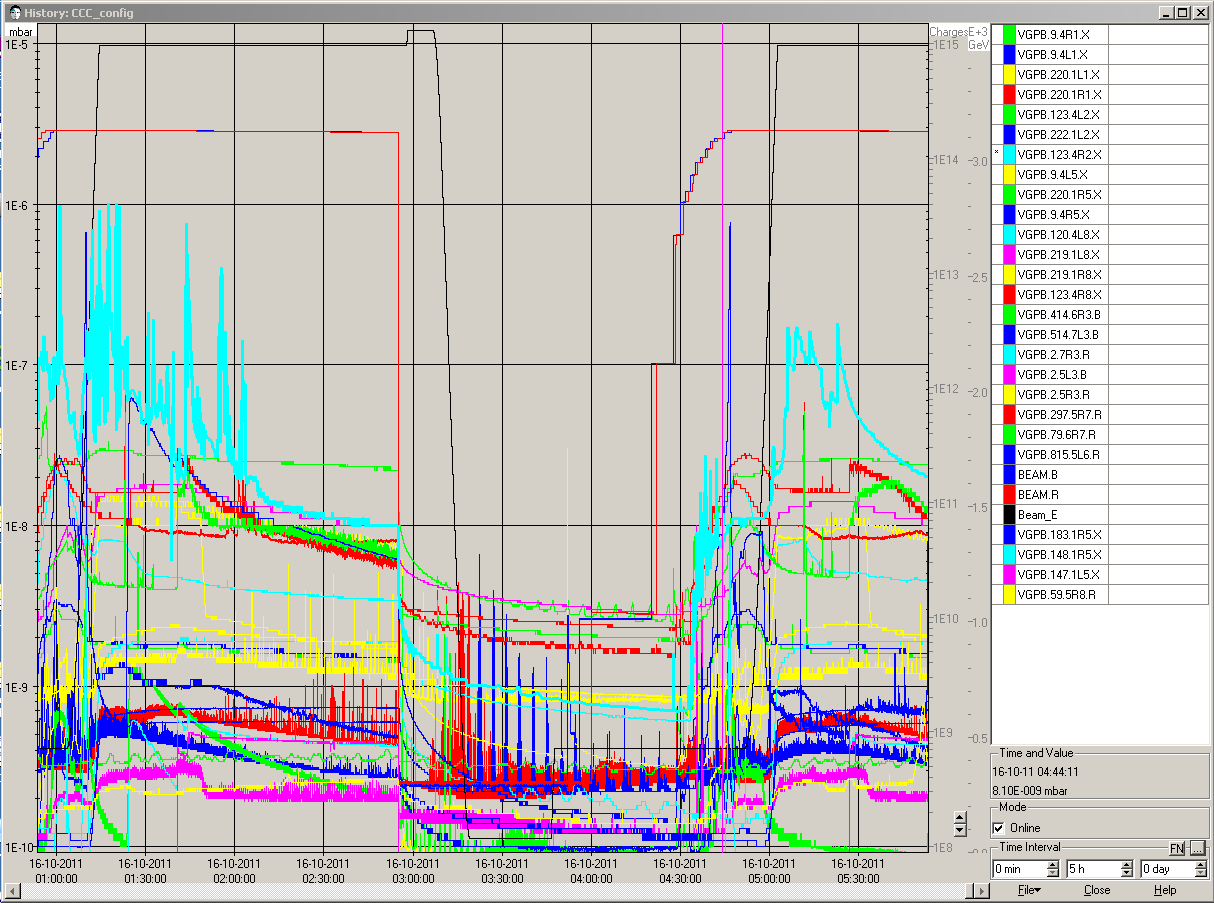 History: CCC_config
mbar
ChargesE+3
GeV
1E-5
1E-6
1E-7
1E-8
1E-9
1E-10
1E15
1E14
1E13
1E12
1E11
1E10
1E9
1E8
-3.0
-2.5
-2.0
-1.5
-1.0
-0.5
16-10-2011 16-10-2011 16-10-2011 16-10-2011 16-10-2011 16-10-2011 16-10-2011 16-10-2011 16-10-2011 16-10-2011
01:00:00 01:30:00 02:00:00 02:30:00 03:00:00 03:30:00 04:00:00 04:30:00 05:00:00 05:30:00
VGPB.9.4R1.X
VGPB.9.4L1.X
VGPB.220.1L1.X
VGPB.220.1R1.X
VGPB.123.4L2.X
VGPB.222.1L2.X
* VGPB.123.4R2.X
VGPB.9.4L5.X
VGPB.220.1R5.X
VGPB.9.4R5.X
VGPB.120.4L8.X
VGPB.219.1L8.X
VGPB.219.1R8.X
VGPB.123.4R8.X
VGPB.414.6R3.B
VGPB.514.7L3.B
VGPB.2.7R3.R
VGPB.2.5L3.B
VGPB.2.5R3.R
VGPB.297.5R7.R
VGPB.79.6R7.R
VGPB.815.5L6.R
BEAM.B
BEAM.R
Beam_E
VGPB.183.1R5.X
VGPB.148.1R5.X
VGPB.147.1L5.X
VGPB.59.5R8.R
Time and Value
16-10-11 04:44:11
8.10E-009 mbar
Mode
Online
Time Interval FN ...
0 min 5 h 0 day
File Close Help